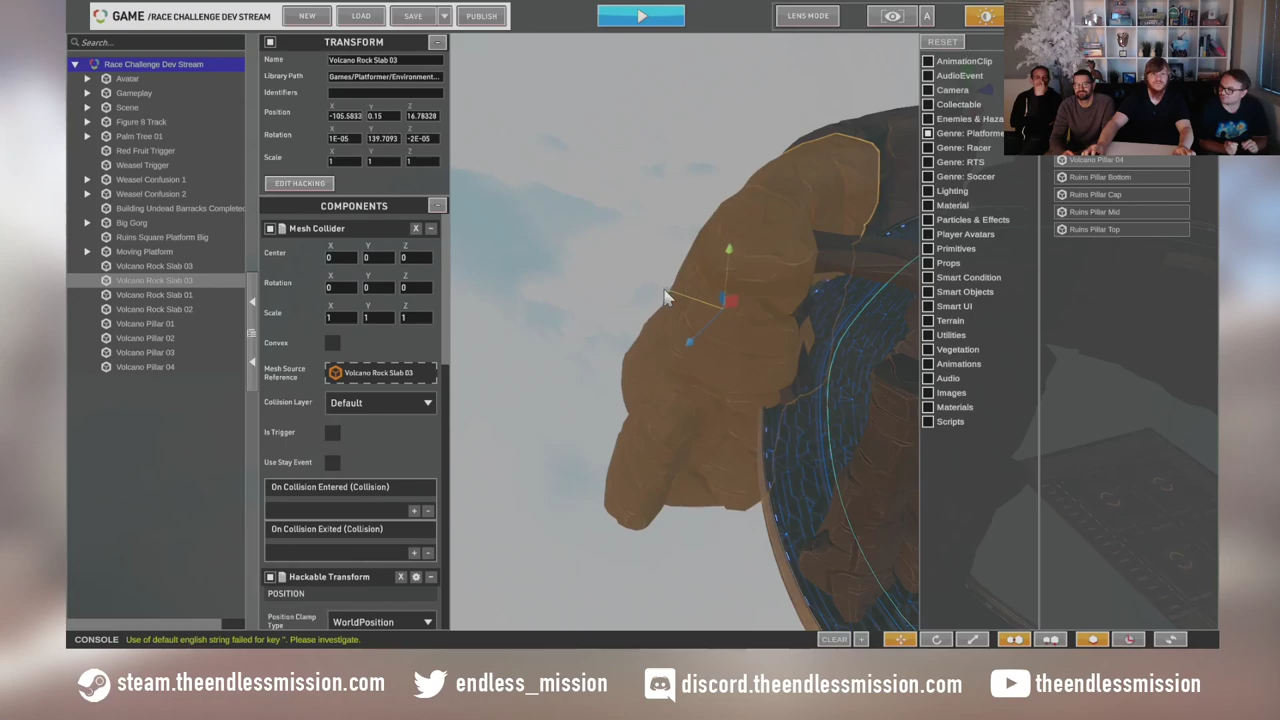 GAME /RACE CHALLENGE DEV STREAM
NEW
LOAD
SAVE
PUBLISH
LENS MODE
A
Search...
Race Challenge Dev Stream
Avatar
Gameplay
Scene
Figure 8 Track
Palm Tree 01
Red Fruit Trigger
Weasel Trigger
Weasel Confusion 1
Weasel Confusion 2
Building Undead Barracks Completed
Big Gorg
Ruins Square Platform Big
Moving Platform
Volcano Rock Slab 03
Volcano Rock Slab 03
Volcano Rock Slab 01
Volcano Rock Slab 02
Volcano Pillar 01
Volcano Pillar 02
Volcano Pillar 03
Volcano Pillar 04
TRANSFORM
Name Volcano Rock Slab 03
Library Path Games/Platformer/Environment...
Identifiers
X Y Z
Position -105.5833 0.15 16.78328
X Y Z
Rotation 1E-05 139.7093 -2E-05
X Y Z
Scale 1 1 1
EDIT HACKING
COMPONENTS
Mesh Collider X
X Y Z
Center 0 0 0
X Y Z
Rotation 0 0 0
X Y Z
Scale 1 1 1
Convex
Mesh Source Reference Volcano Rock Slab 03
Collision Layer Default
Is Trigger
Use Stay Event
On Collision Entered (Collision)
+ -
On Collision Exited (Collision)
+ -
Hackable Transform X
POSITION
Position Clamp Type WorldPosition
RESET
AnimationClip
AudioEvent
Camera
Collectable
Enemies & Haza
Genre: Platforme
Genre: Racer
Genre: RTS
Genre: Soccer
Lighting
Material
Particles & Effects
Player Avatars
Primitives
Props
Smart Condition
Smart Objects
Smart UI
Terrain
Utilities
Vegetation
Animations
Audio
Images
Materials
Scripts
Volcano Pillar 04
Ruins Pillar Bottom
Ruins Pillar Cap
Ruins Pillar Mid
Ruins Pillar Top
CONSOLE Use of default english string failed for key ''. Please investigate.
CLEAR +
steam.theendlessmission.com
endless_mission
discord.theendlessmission.com
theendlessmission